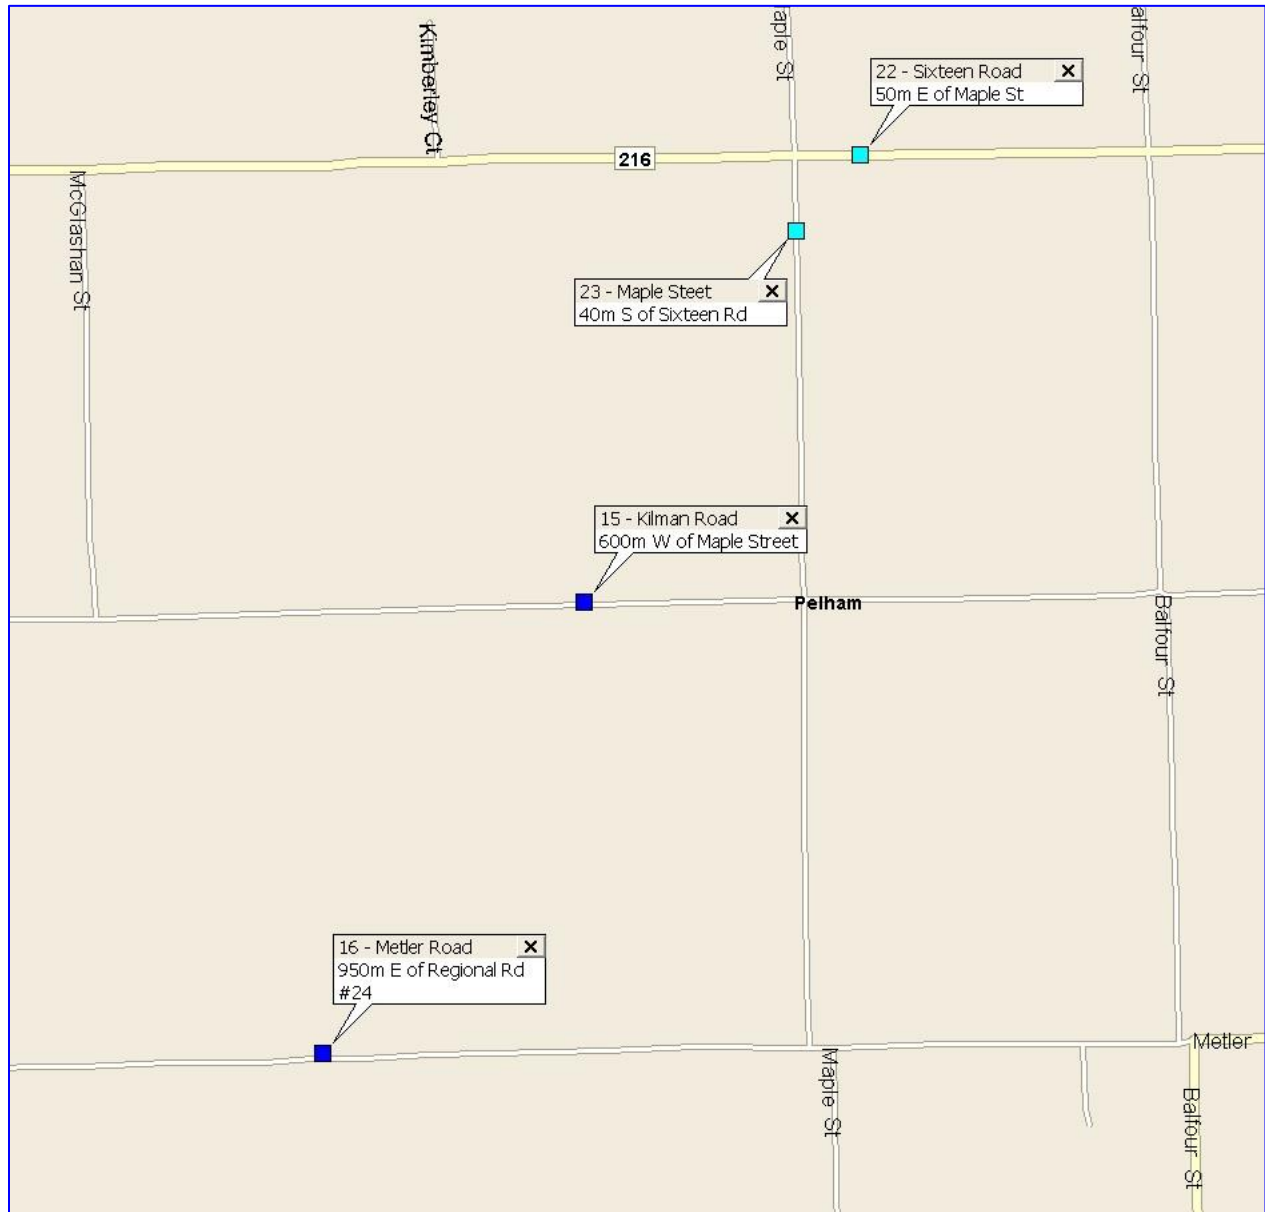 Kimberley Ct
aple St
alfour St
22 - Sixteen Road
50m E of Maple St
216
McGlashan St
23 - Maple Steet
40m S of Sixteen Rd
15 - Kilman Road
600m W of Maple Street
Pelham
Balfour St
16 - Metler Road
950m E of Regional Rd
#24
Metler
Maple St
Balfour St